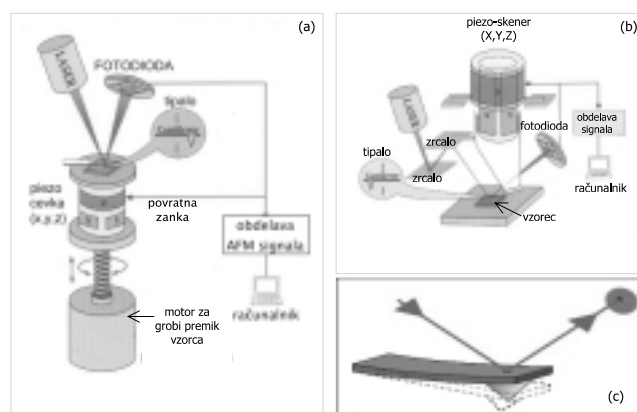 (a)
LASER
FOTODIODA
tipalo
piezo
cevka
(x,y,z)
povratna
zanka
obdelava
AFM signala
računalnik
motor za
grobi premik
vzorca
piezo-skener
(X,Y,Z)
(b)
LASER
zrcalo
fotodioda
obdelava
signala
tipalo
zrcalo
računalnik
vzorec
(c)